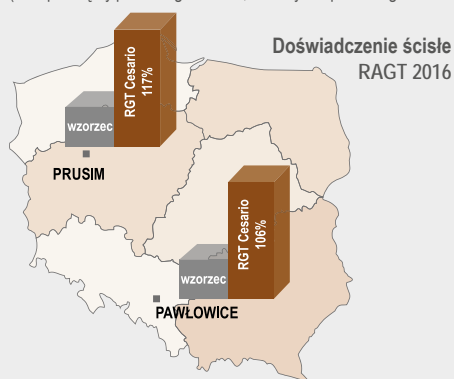 Doświadczenie ścisłe
RAGT 2016
wzorzec
RGT Cesario
117%
PRUSIM
wzorzec
RGT Cesario
106%
PAWŁOWICE